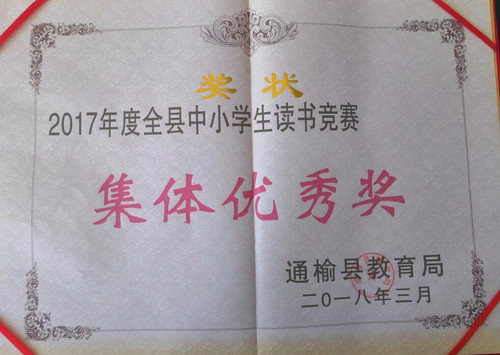 奖状
2017年度全县中小学生读书竞赛
集体优秀奖
通榆县教育局
二〇一八年三月